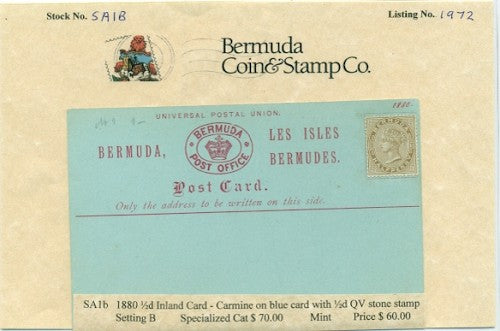 Stock No. SA1B Listing No. 1972
Bermuda
Coin & Stamp Co.
1880.
UNIVERSAL POSTAL UNION.
BERMUDA, BERMUDA POST OFFICE LES ISLES
BERMUDES.
Post Card.
Only the address to be written on this side.
SA1b 1880 ½d Inland Card - Carmine on blue card with ½d QV stone stamp
Setting B Specialized Cat $ 70.00 Mint Price $ 60.00